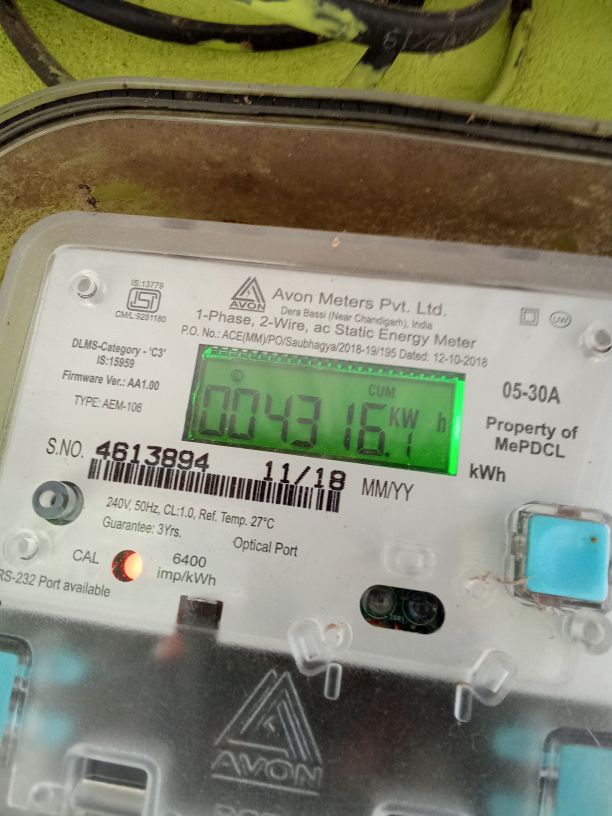 IS:13779
ISI
CM/L:9281180
AVON
Avon Meters Pvt. Ltd.
Dera Bassi (Near Chandigarh), India
1-Phase, 2-Wire, ac Static Energy Meter
P.O. No.: ACE(MM)/PO/Saubhagya/2018-19/195 Dated: 12-10-2018
UW
DLMS-Category - 'C3'
IS:15959
Firmware Ver.: AA1.00
TYPE: AEM-106
CUM
004316.1 KW h
kWh
05-30A
Property of
MePDCL
S.NO. 4613894 11/18 MM/YY
240V, 50Hz, CL:1.0, Ref. Temp. 27°C
Guarantee: 3Yrs.
Optical Port
CAL
6400
imp/kWh
RS-232 Port available
AVON